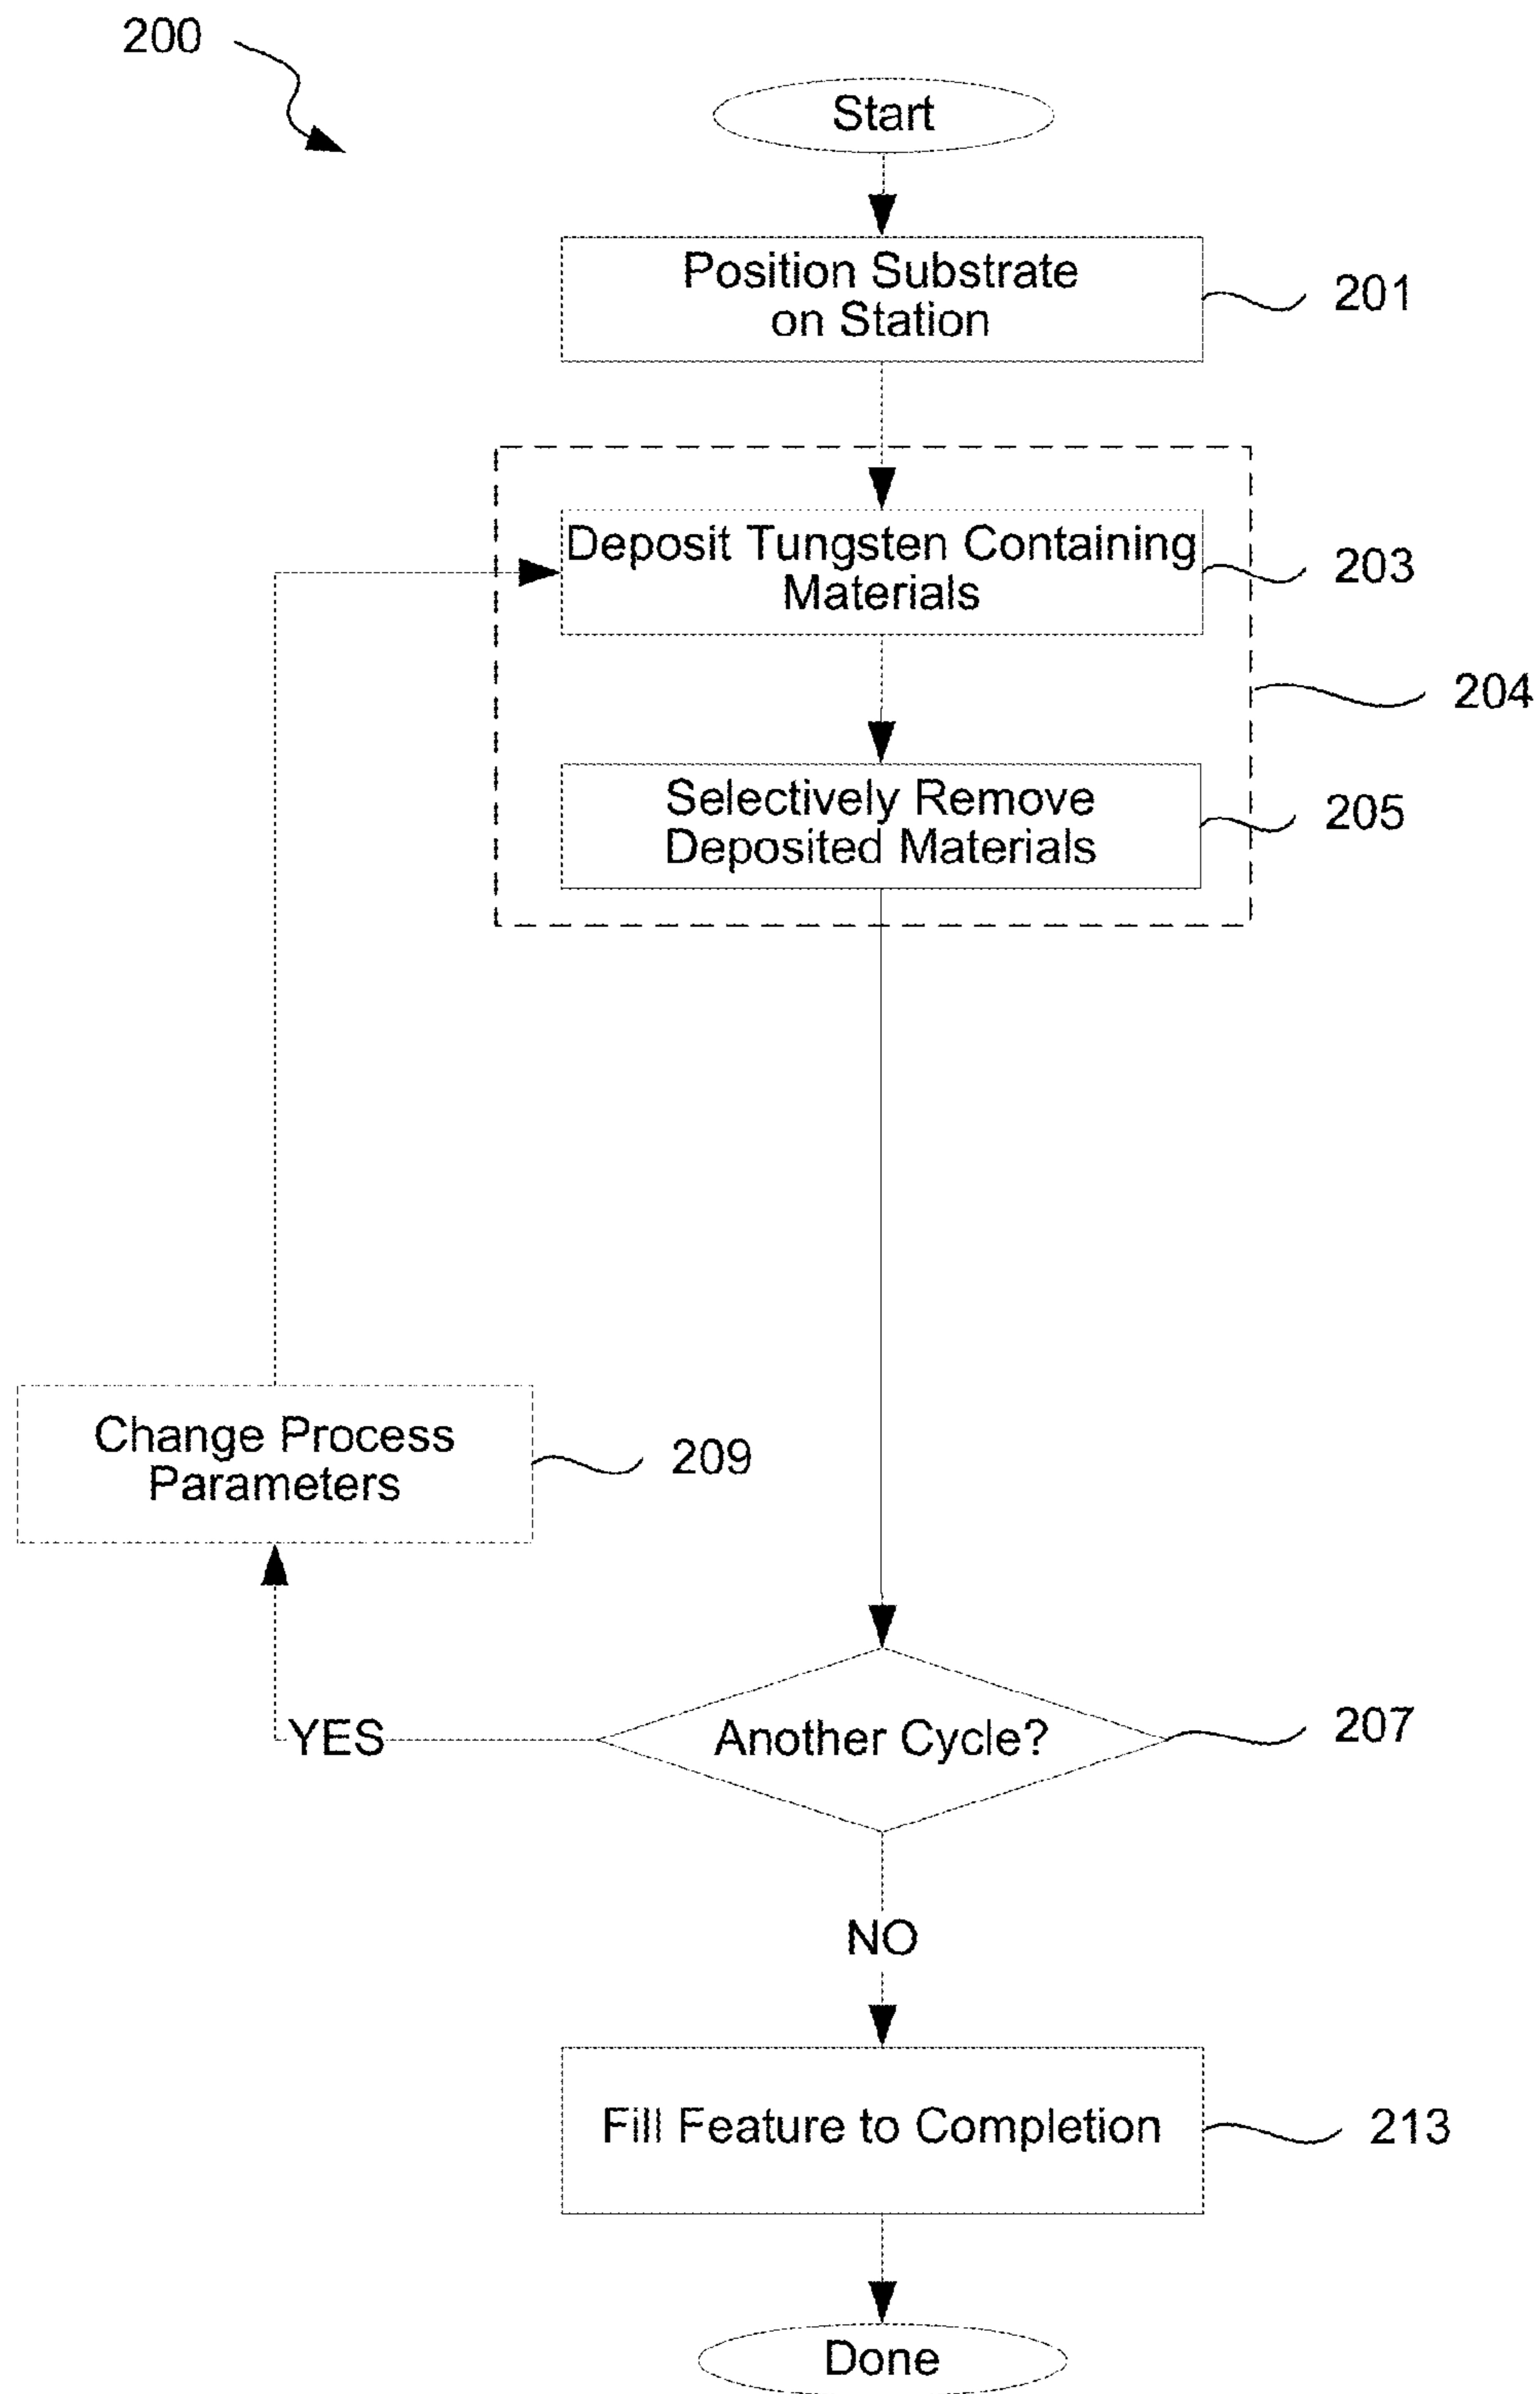 200
Start
Position Substrate
on Station
201
Deposit Tungsten Containing
Materials
203
204
Selectively Remove
Deposited Materials
205
Change Process
Parameters
209
Another Cycle?
207
YES
NO
Fill Feature to Completion
213
Done